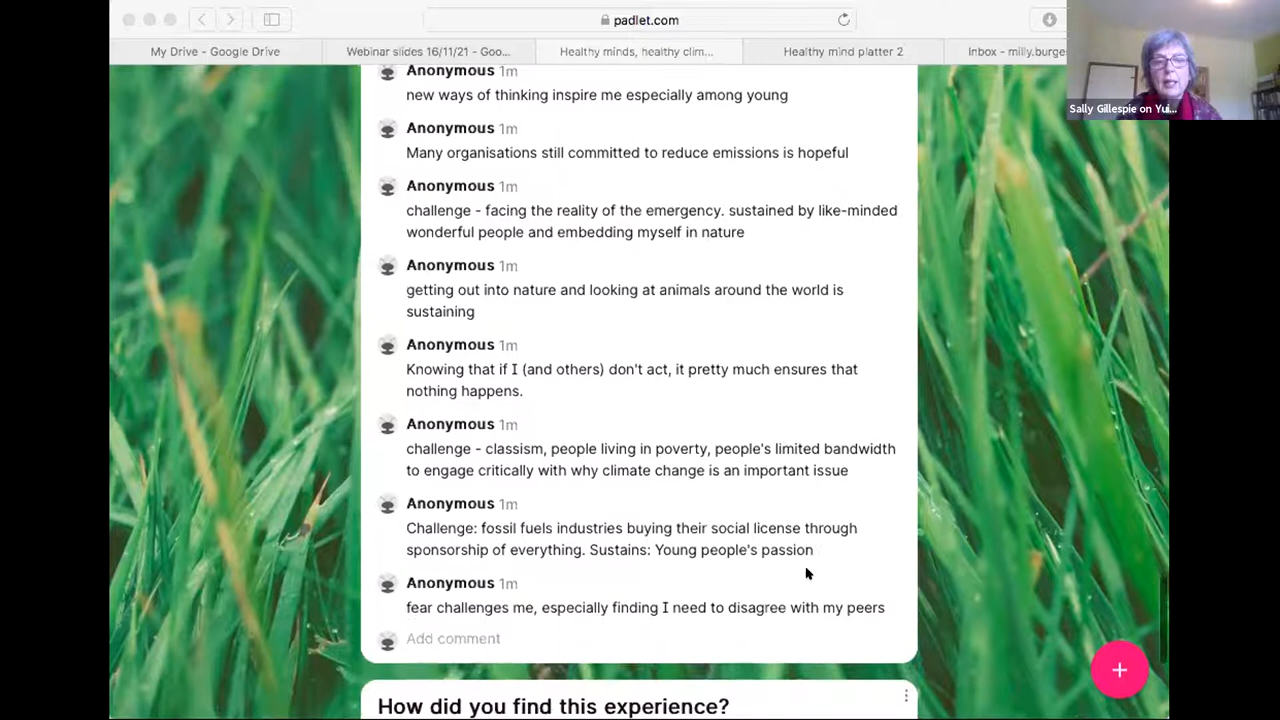 padlet.com
My Drive - Google Drive
Webinar slides 16/11/21 - Goo...
Healthy minds, healthy clim...
Healthy mind platter 2
Inbox - milly.burge
Sally Gillespie on Yui...
Anonymous 1m
new ways of thinking inspire me especially among young
Anonymous 1m
Many organisations still committed to reduce emissions is hopeful
Anonymous 1m
challenge - facing the reality of the emergency. sustained by like-minded
wonderful people and embedding myself in nature
Anonymous 1m
getting out into nature and looking at animals around the world is
sustaining
Anonymous 1m
Knowing that if I (and others) don't act, it pretty much ensures that
nothing happens.
Anonymous 1m
challenge - classism, people living in poverty, people's limited bandwidth
to engage critically with why climate change is an important issue
Anonymous 1m
Challenge: fossil fuels industries buying their social license through
sponsorship of everything. Sustains: Young people's passion
Anonymous 1m
fear challenges me, especially finding I need to disagree with my peers
Add comment
How did you find this experience?